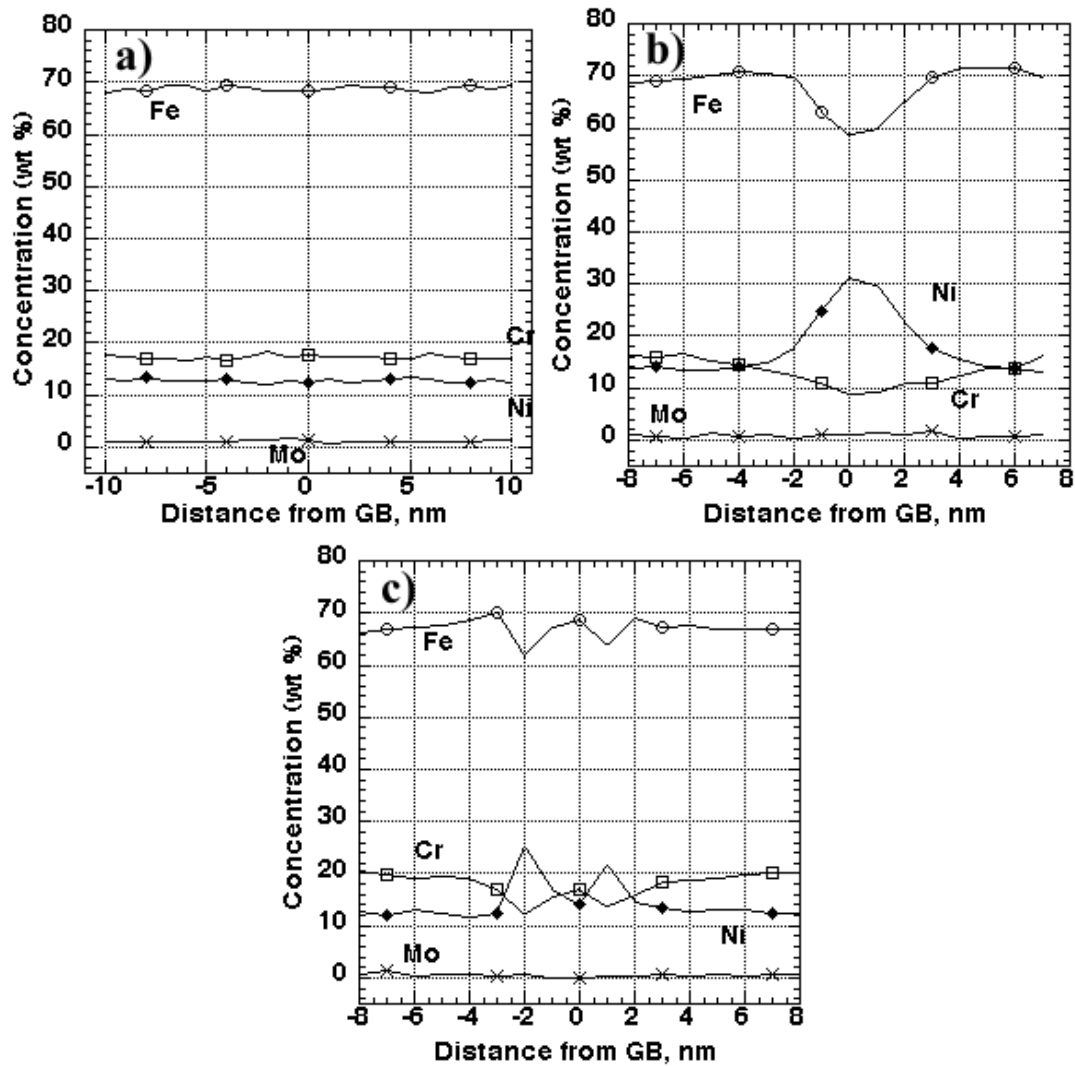 a)
80
70
60
50
40
30
20
10
0
Concentration (wt %)
Fe
Cr
Ni
Mo
-10
-5
0
5
10
Distance from GB, nm
b)
80
70
60
50
40
30
20
10
0
Concentration (wt %)
Fe
Ni
Mo
Cr
-8
-6
-4
-2
0
2
4
6
8
Distance from GB, nm
c)
80
70
60
50
40
30
20
10
0
Concentration (wt %)
Fe
Cr
Mo
Ni
-8
-6
-4
-2
0
2
4
6
8
Distance from GB, nm